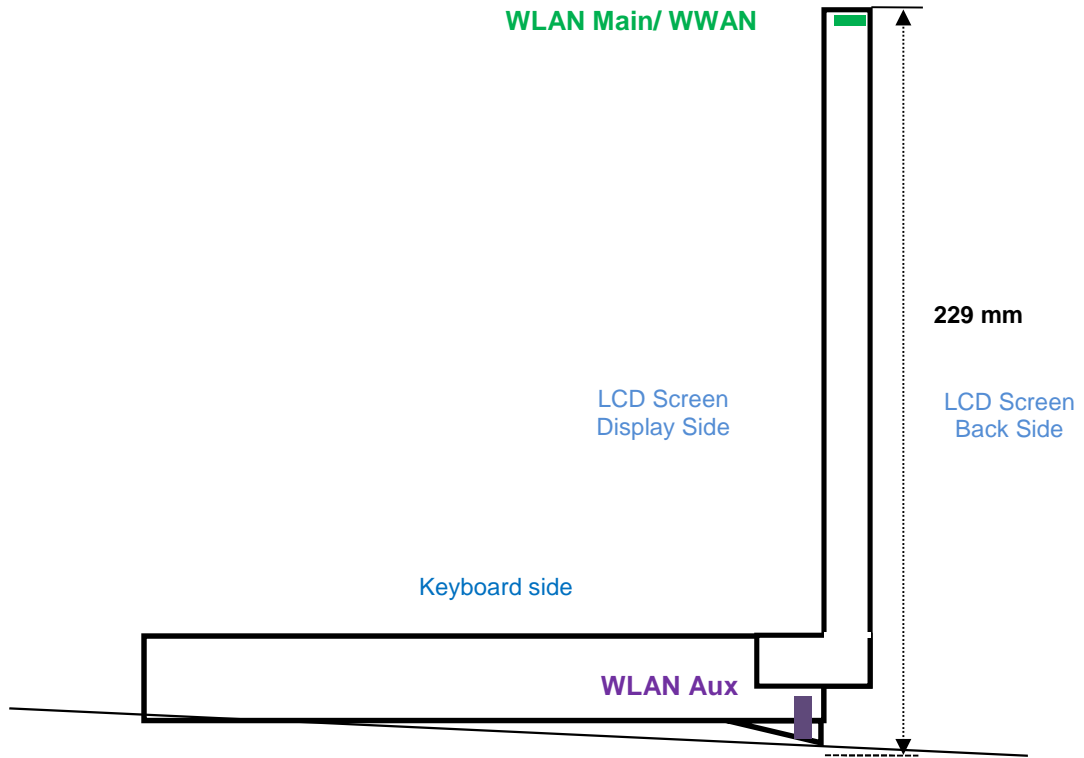 WLAN Main/ WWAN
229 mm
LCD Screen
Display Side
LCD Screen
Back Side
Keyboard side
WLAN Aux